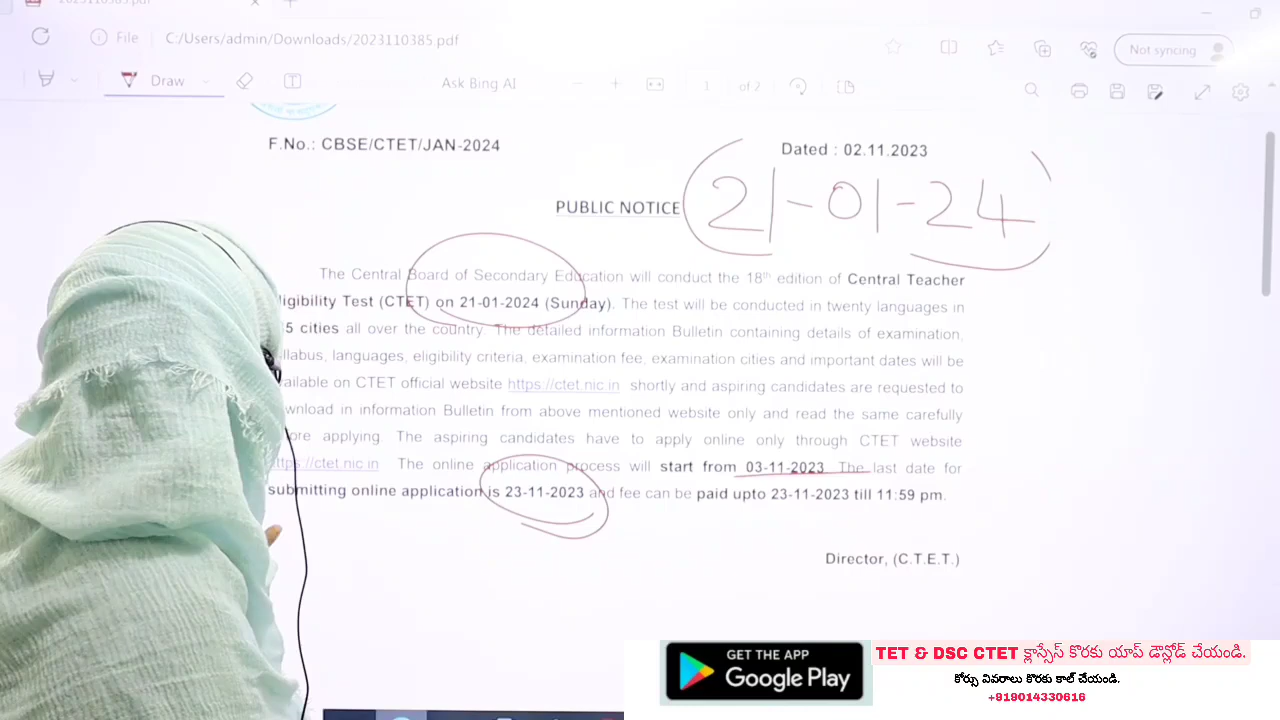 2023110385.pdf
File
C:/Users/admin/Downloads/2023110385.pdf
Not syncing
Draw
Ask Bing AI
1 of 2
F.No.: CBSE/CTET/JAN-2024
Dated : 02.11.2023
21-01-24
PUBLIC NOTICE
The Central Board of Secondary Education will conduct the 18th edition of Central Teacher
ligibility Test (CTET) on 21-01-2024 (Sunday). The test will be conducted in twenty languages in
5 cities all over the country. The detailed information Bulletin containing details of examination,
llabus, languages, eligibility criteria, examination fee, examination cities and important dates will be
ailable on CTET official website https://ctet.nic.in shortly and aspiring candidates are requested to
wnload in information Bulletin from above mentioned website only and read the same carefully
ore applying. The aspiring candidates have to apply online only through CTET website
https://ctet.nic.in The online application process will start from 03-11-2023 The last date for
submitting online application is 23-11-2023 and fee can be paid upto 23-11-2023 till 11:59 pm.
Director, (C.T.E.T.)
GET THE APP
Google Play
TET & DSC CTET క్లాస్సేస్ కొరకు యాప్ డౌన్లోడ్ చేయండి.
కోర్సు వివరాలు కొరకు కాల్ చేయండి.
+919014330616